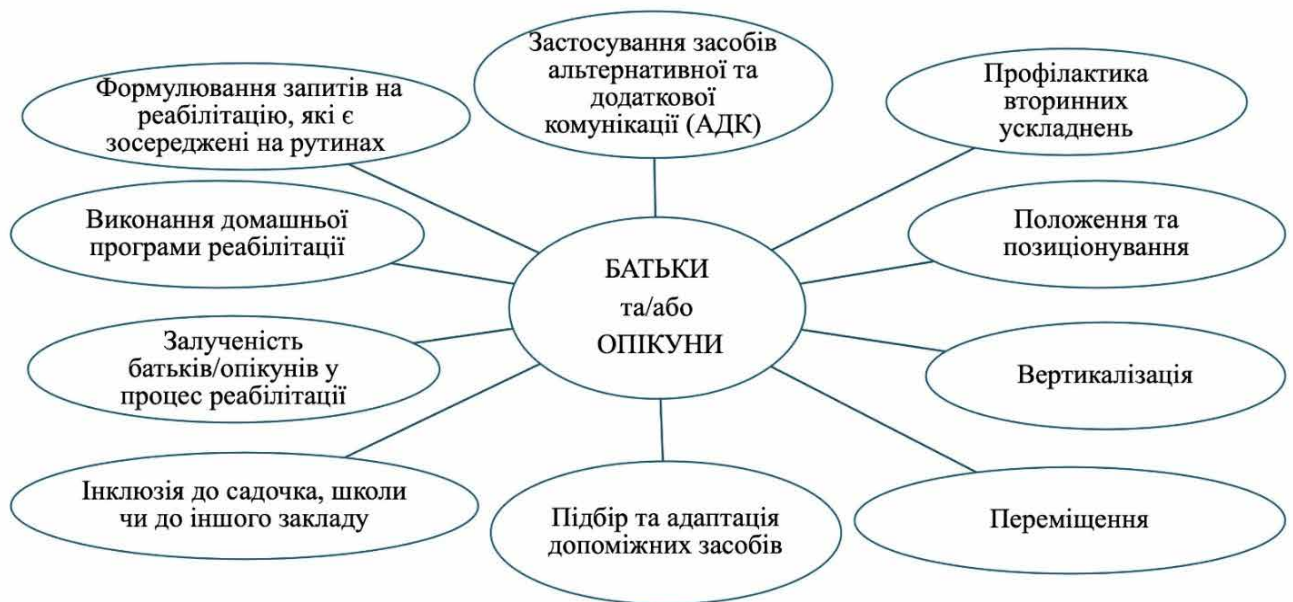 Застосування засобів
альтернативної та
додаткової
комунікації (АДК)
Формулювання запитів на
реабілітацію, які є
зосереджені на рутинах
Профілактика
вторинних
ускладнень
Виконання домашньої
програми реабілітації
Положення та
позиціонування
БАТЬКИ
та/або
ОПІКУНИ
Залученість
батьків/опікунів у
процес реабілітації
Вертикалізація
Інклюзія до садочка, школи
чи до іншого закладу
Підбір та адаптація
допоміжних засобів
Переміщення